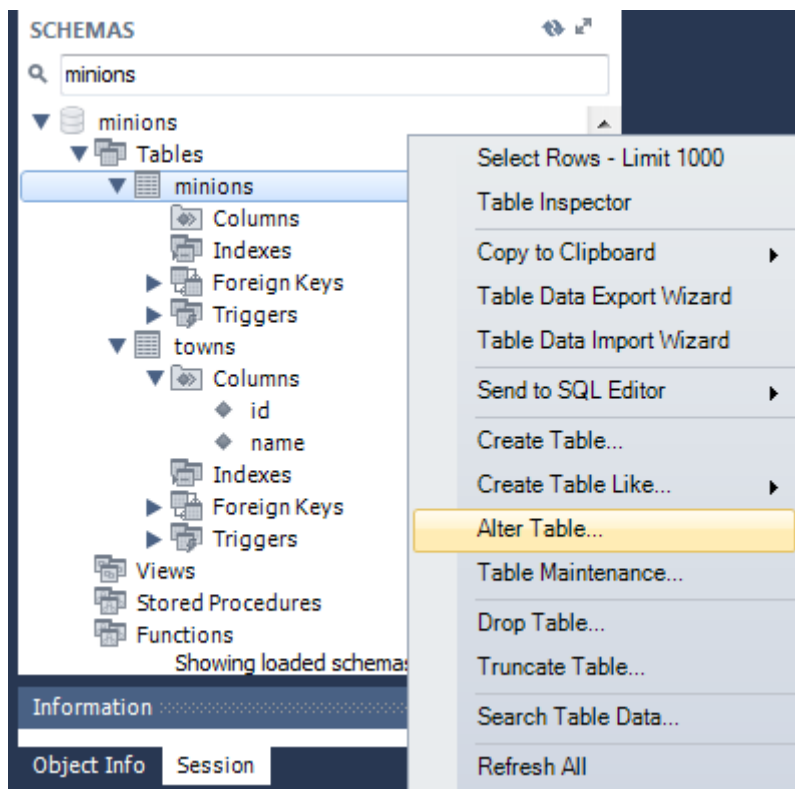 SCHEMAS
minions
minions
Tables
minions
Columns
Indexes
Foreign Keys
Triggers
towns
Columns
id
name
Indexes
Foreign Keys
Triggers
Views
Stored Procedures
Functions
Showing loaded schemas
Information
Object Info Session
Select Rows - Limit 1000
Table Inspector
Copy to Clipboard
Table Data Export Wizard
Table Data Import Wizard
Send to SQL Editor
Create Table...
Create Table Like...
Alter Table...
Table Maintenance...
Drop Table...
Truncate Table...
Search Table Data...
Refresh All